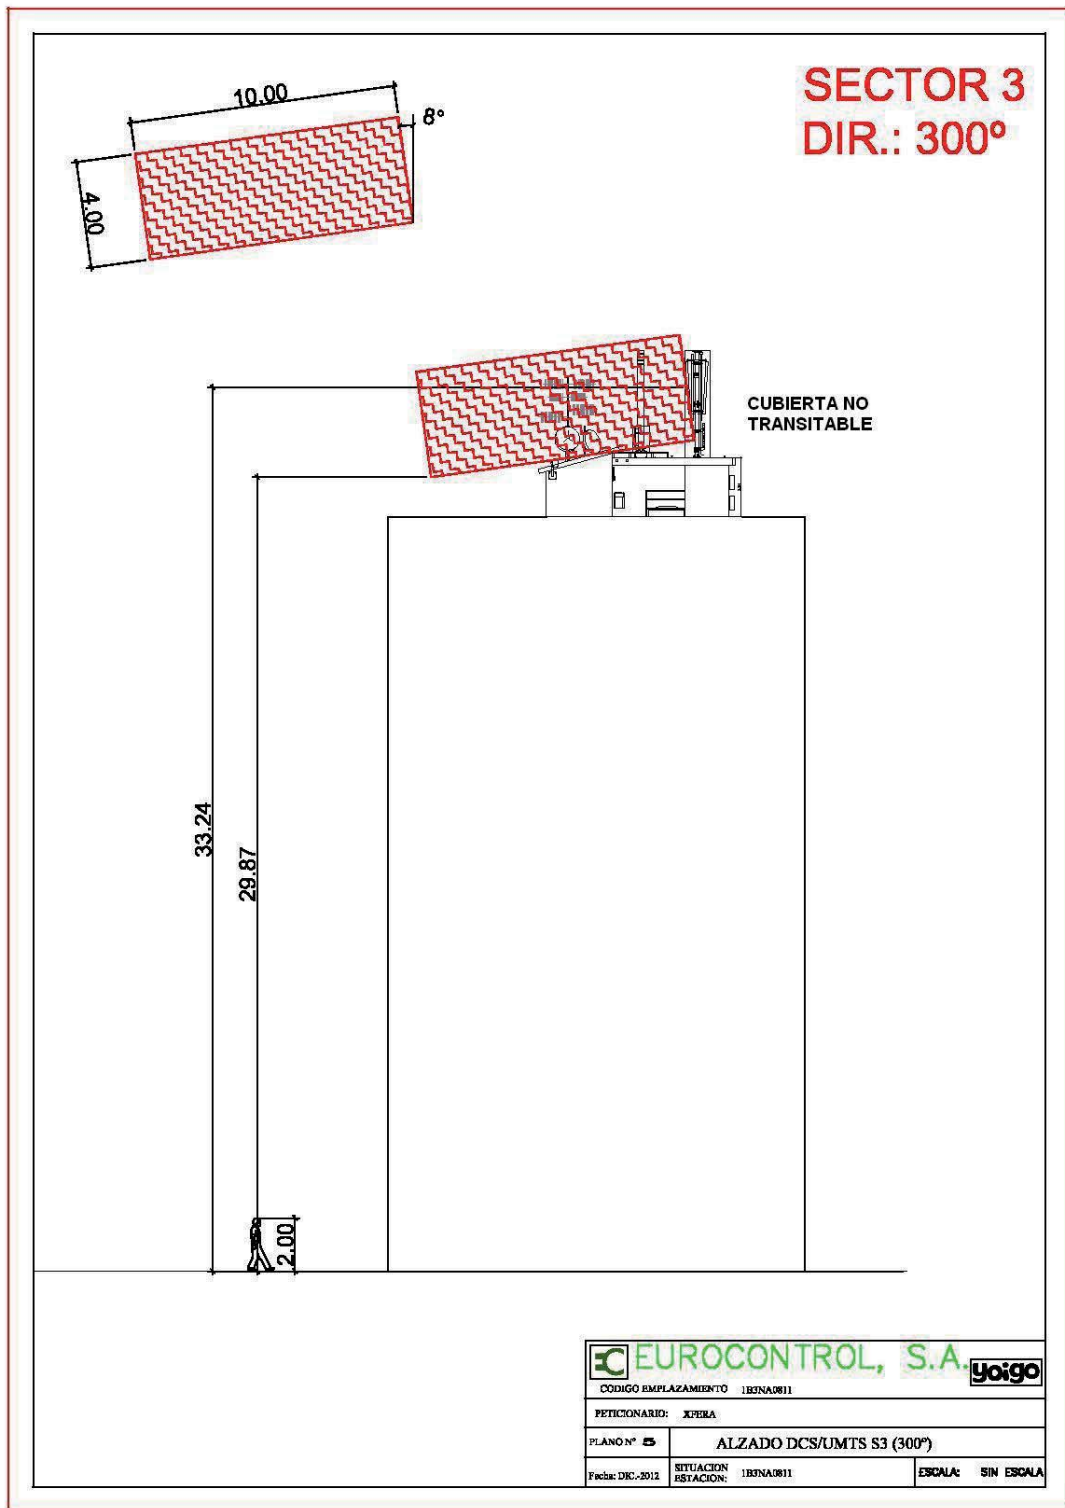 SECTOR 3
DIR.: 300º
10.00
8°
4.00
CUBIERTA NO
TRANSITABLE
33.24
29.87
2.00
EC EUROCONTROL, S.A. yoigo
CODIGO EMPLAZAMIENTO 1B3NA0811
PETICIONARIO: XFERA
PLANO Nº 5 ALZADO DCS/UMTS S3 (300º)
Fecha: DIC.-2012 SITUACION ESTACION: 1B3NA0811 ESCALA: SIN ESCALA